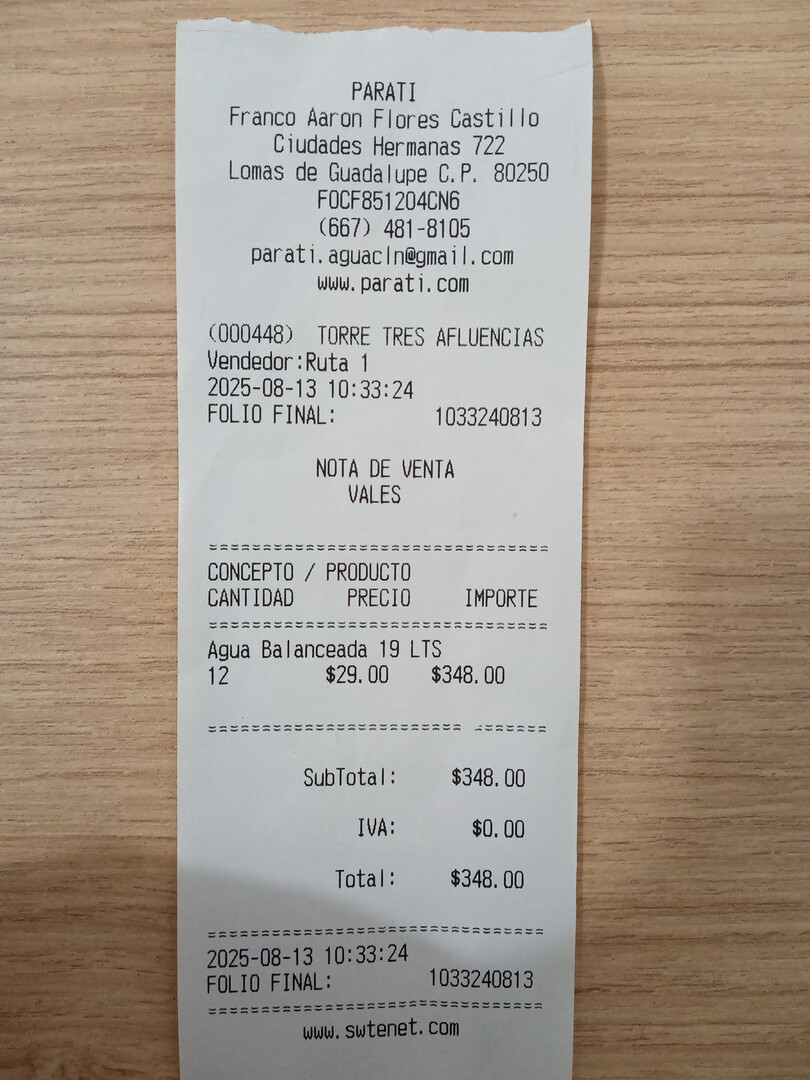 PARATI
Franco Aaron Flores Castillo
Ciudades Hermanas 722
Lomas de Guadalupe C.P. 80250
FOCF851204CN6
(667) 481-8105
parati.aguacln@gmail.com
www.parati.com
(000448) TORRE TRES AFLUENCIAS
Vendedor:Ruta 1
2025-08-13 10:33:24
FOLIO FINAL: 1033240813
NOTA DE VENTA
VALES
================================
CONCEPTO / PRODUCTO
CANTIDAD PRECIO IMPORTE
================================
Agua Balanceada 19 LTS
12 $29.00 $348.00
================================
SubTotal: $348.00
IVA: $0.00
Total: $348.00
================================
2025-08-13 10:33:24
FOLIO FINAL: 1033240813
================================
www.swtenet.com